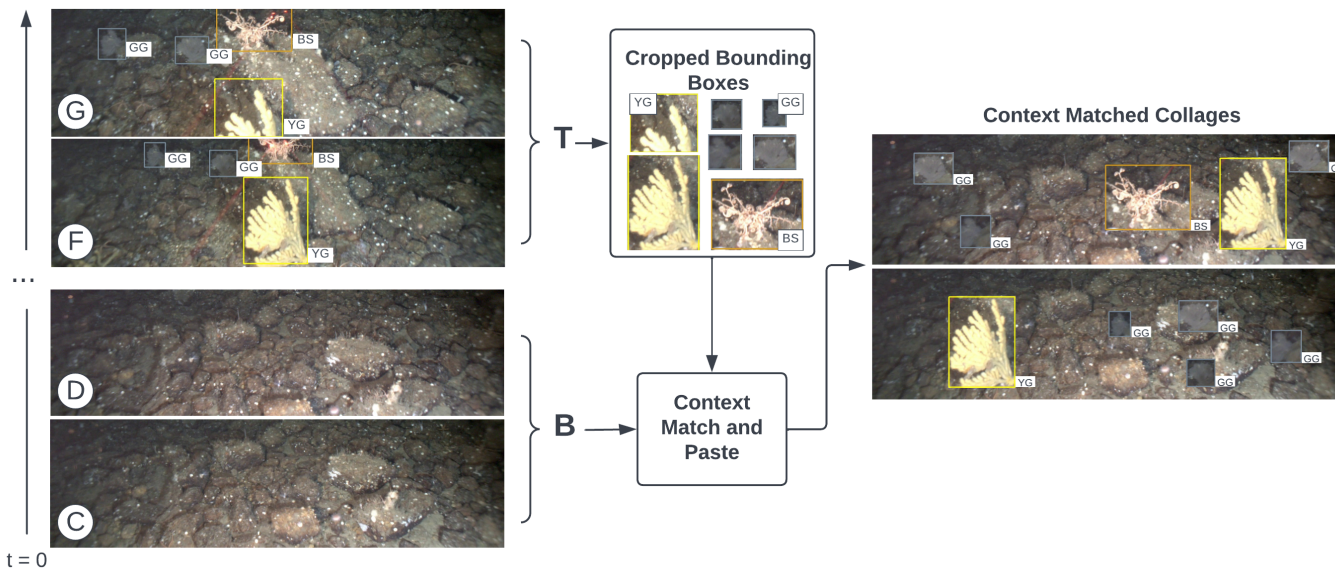 G
GG
GG
BS
YG
F
GG
GG
BS
YG
...
D
C
t = 0
T
B
Cropped Bounding
Boxes
YG
GG
BS
Context
Match and
Paste
Context Matched Collages
GG
GG
BS
YG
YG
GG
GG
GG
GG